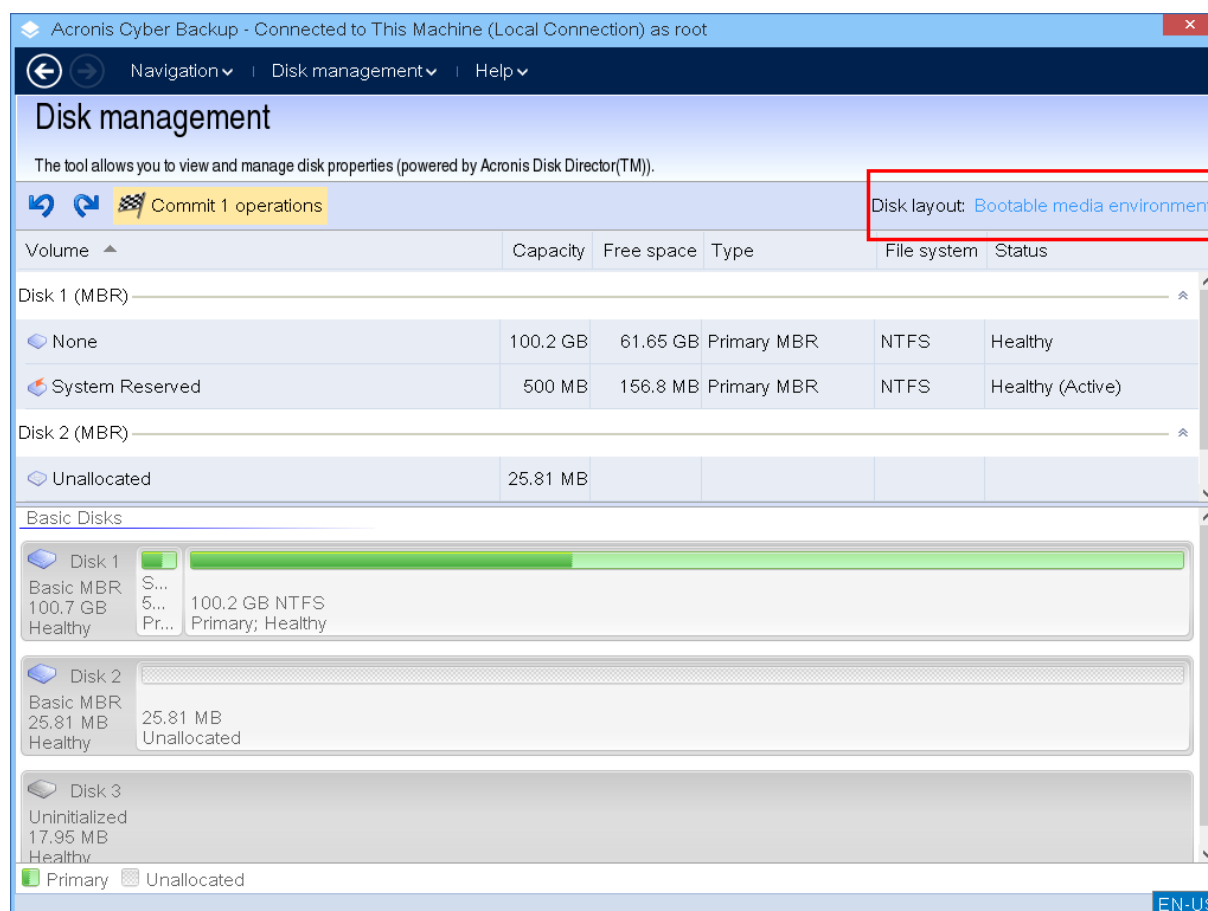 Acronis Cyber Backup - Connected to This Machine (Local Connection) as root
Navigation Disk management Help
Disk management
The tool allows you to view and manage disk properties (powered by Acronis Disk Director(TM)).
Commit 1 operations Disk layout: Bootable media environmen
Volume Capacity Free space Type File system Status
Disk 1 (MBR)
None 100.2 GB 61.65 GB Primary MBR NTFS Healthy
System Reserved 500 MB 156.8 MB Primary MBR NTFS Healthy (Active)
Disk 2 (MBR)
Unallocated 25.81 MB
Basic Disks
Disk 1
Basic MBR
100.7 GB
Healthy
S...
5...
Pr...
100.2 GB NTFS
Primary; Healthy
Disk 2
Basic MBR
25.81 MB
Healthy
25.81 MB
Unallocated
Disk 3
Uninitialized
17.95 MB
Healthy
Primary Unallocated
EN-US